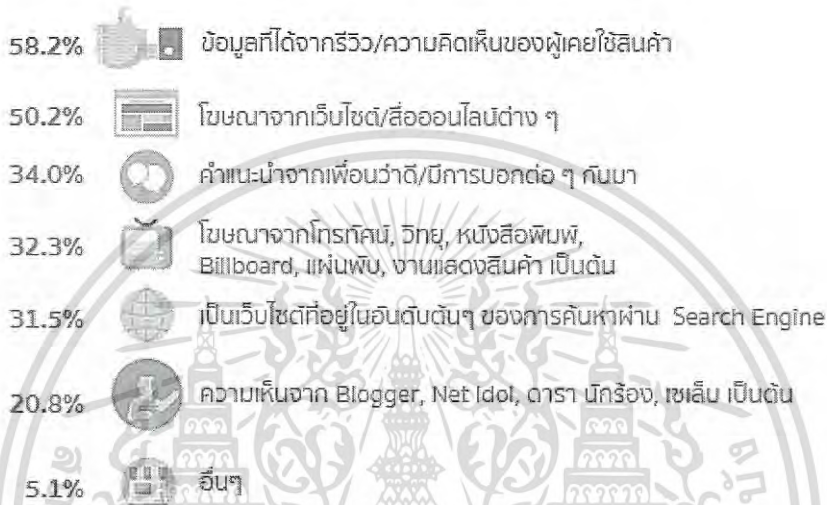 58.2% ข้อมูลที่ได้จากรีวิว/ความคิดเห็นของผู้เคยใช้สินค้า
50.2% โฆษณาจากเว็บไซต์/สื่อออนไลน์ต่าง ๆ
34.0% คำแนะนำจากเพื่อนว่าดี/มีการบอกต่อ ๆ กันมา
32.3% โฆษณาจากโทรทัศน์, วิทยุ, หนังสือพิมพ์,
Billboard, แผ่นพับ, งานแสดงสินค้า เป็นต้น
31.5% เป็นเว็บไซต์ที่อยู่ในอันดับต้นๆ ของการค้นหาผ่าน Search Engine
20.8% ความเห็นจาก Blogger, Net Idol, ดารา นักร้อง, เซเล็ม เป็นต้น
5.1% อื่นๆ